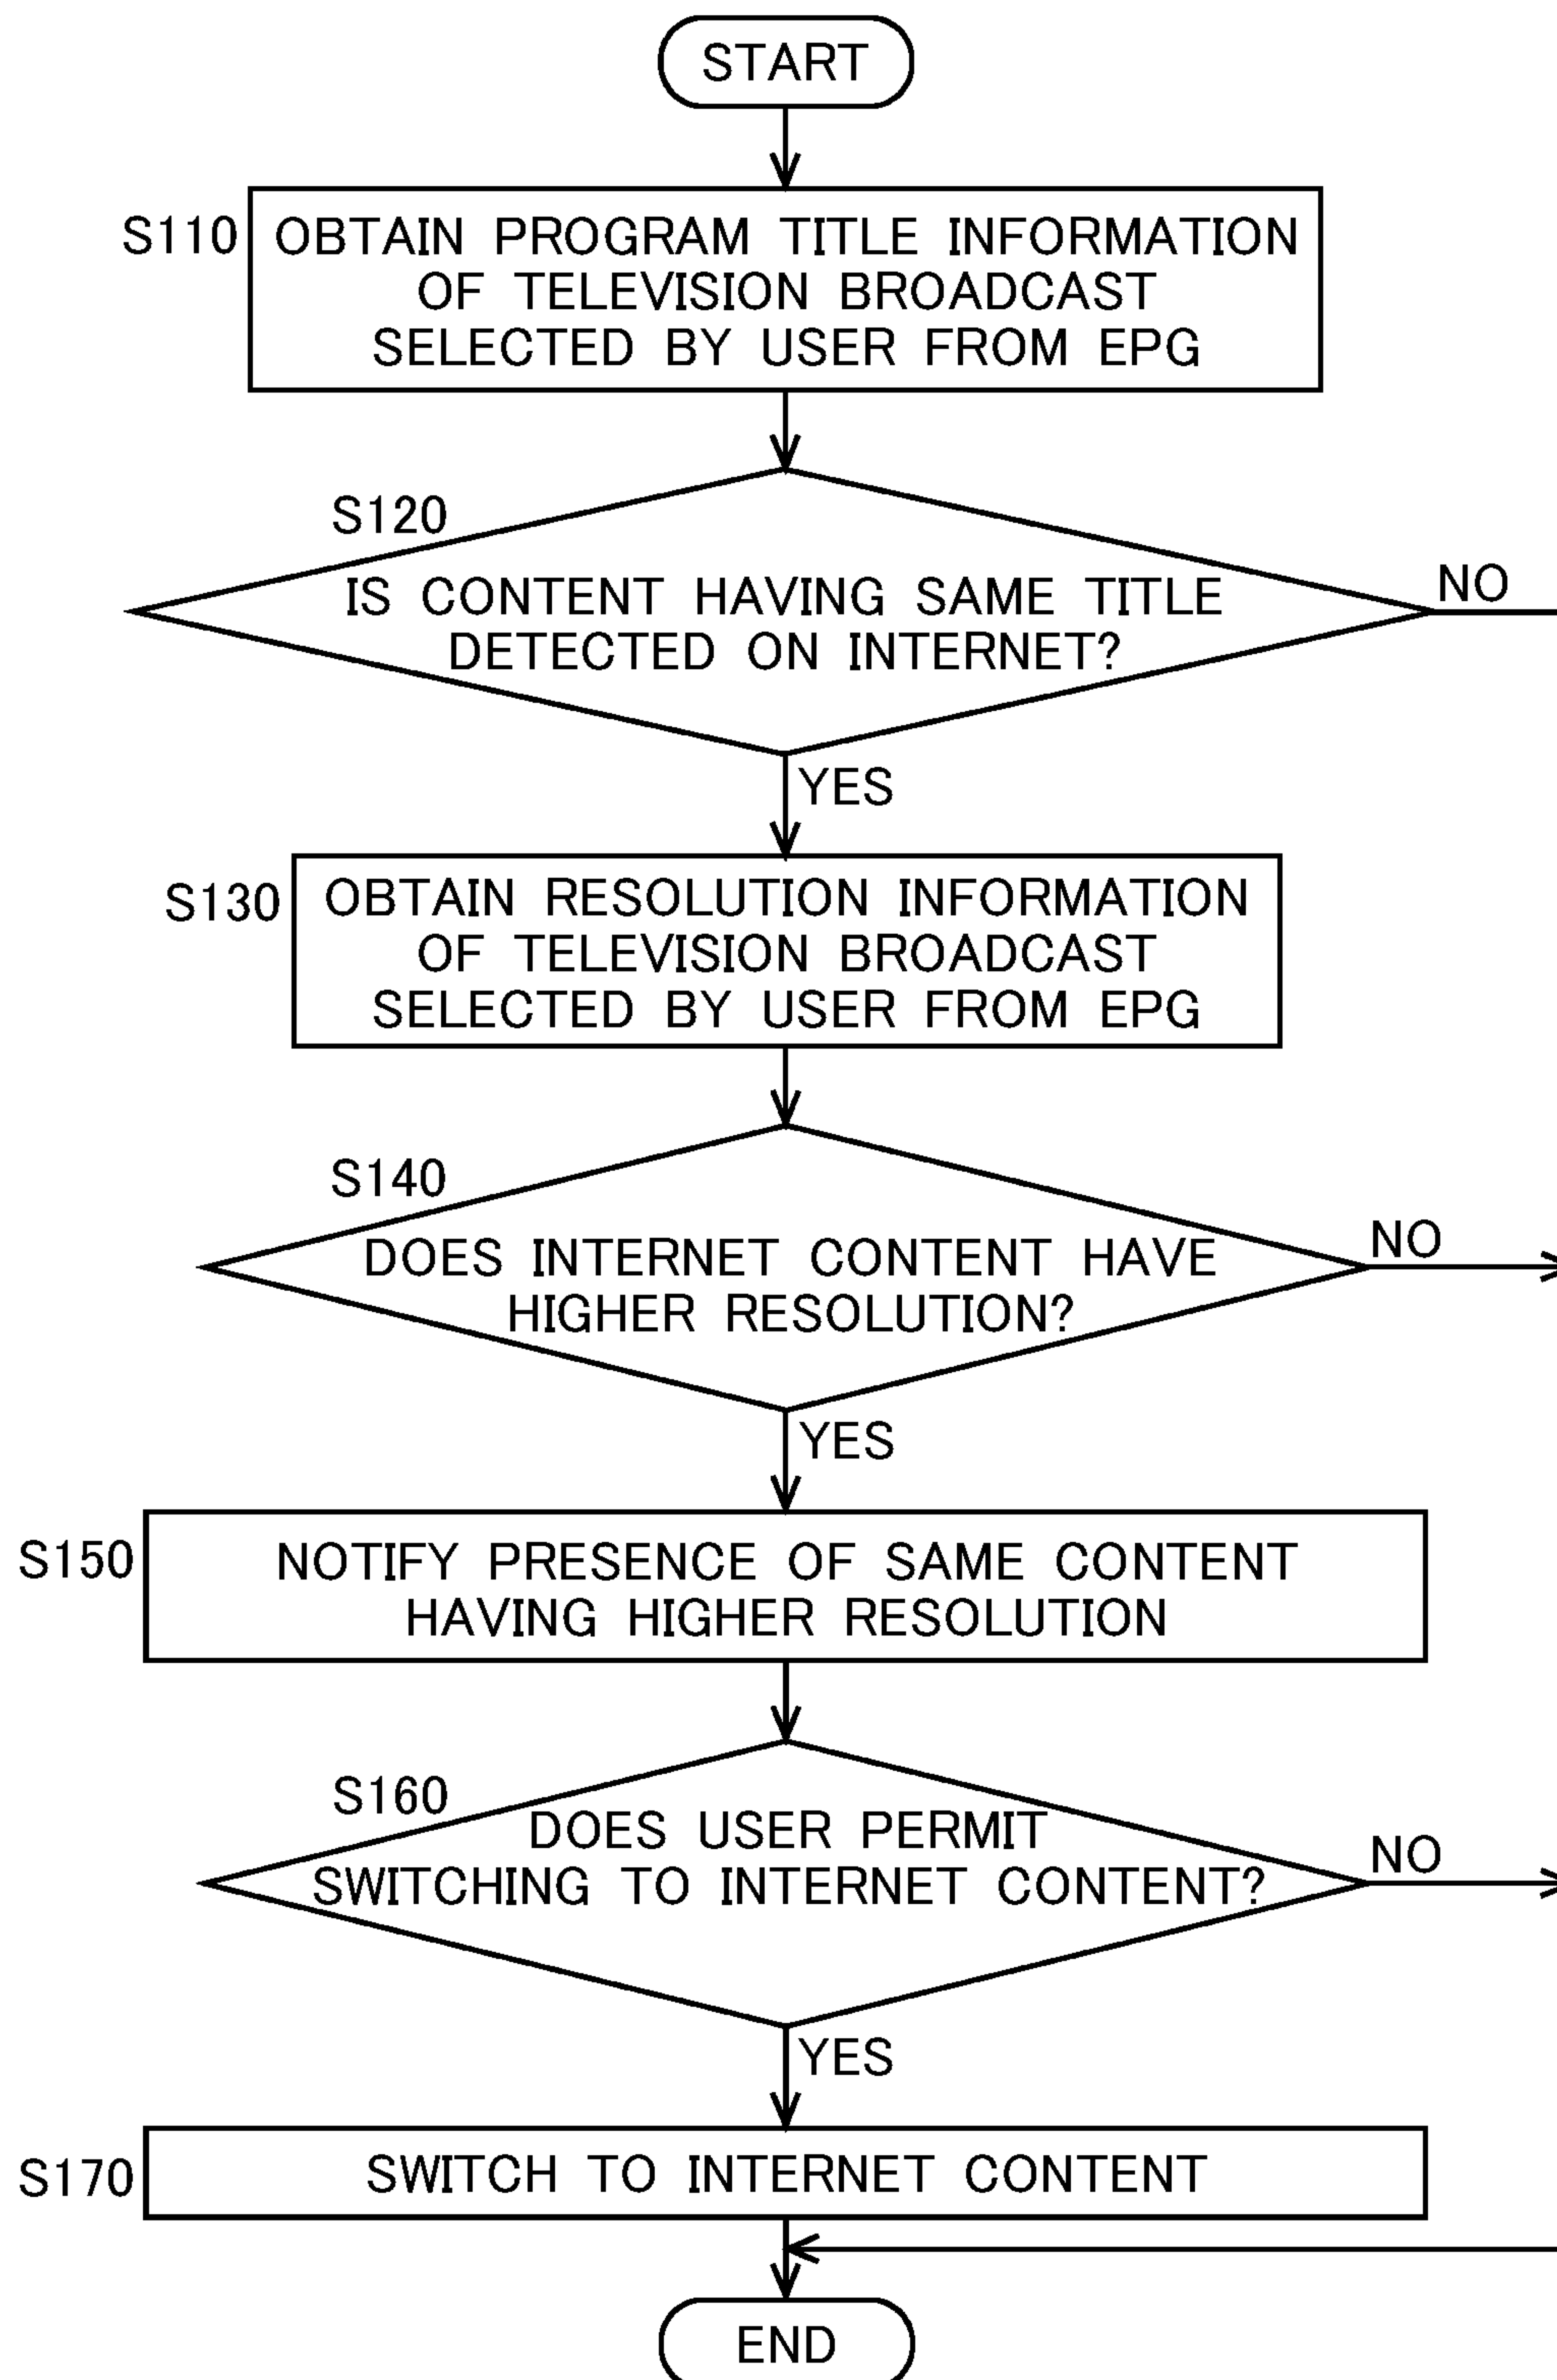 START
S110
OBTAIN PROGRAM TITLE INFORMATION
OF TELEVISION BROADCAST
SELECTED BY USER FROM EPG
S120
IS CONTENT HAVING SAME TITLE
DETECTED ON INTERNET?
NO
YES
S130
OBTAIN RESOLUTION INFORMATION
OF TELEVISION BROADCAST
SELECTED BY USER FROM EPG
S140
DOES INTERNET CONTENT HAVE
HIGHER RESOLUTION?
NO
YES
S150
NOTIFY PRESENCE OF SAME CONTENT
HAVING HIGHER RESOLUTION
S160
DOES USER PERMIT
SWITCHING TO INTERNET CONTENT?
NO
YES
S170
SWITCH TO INTERNET CONTENT
END